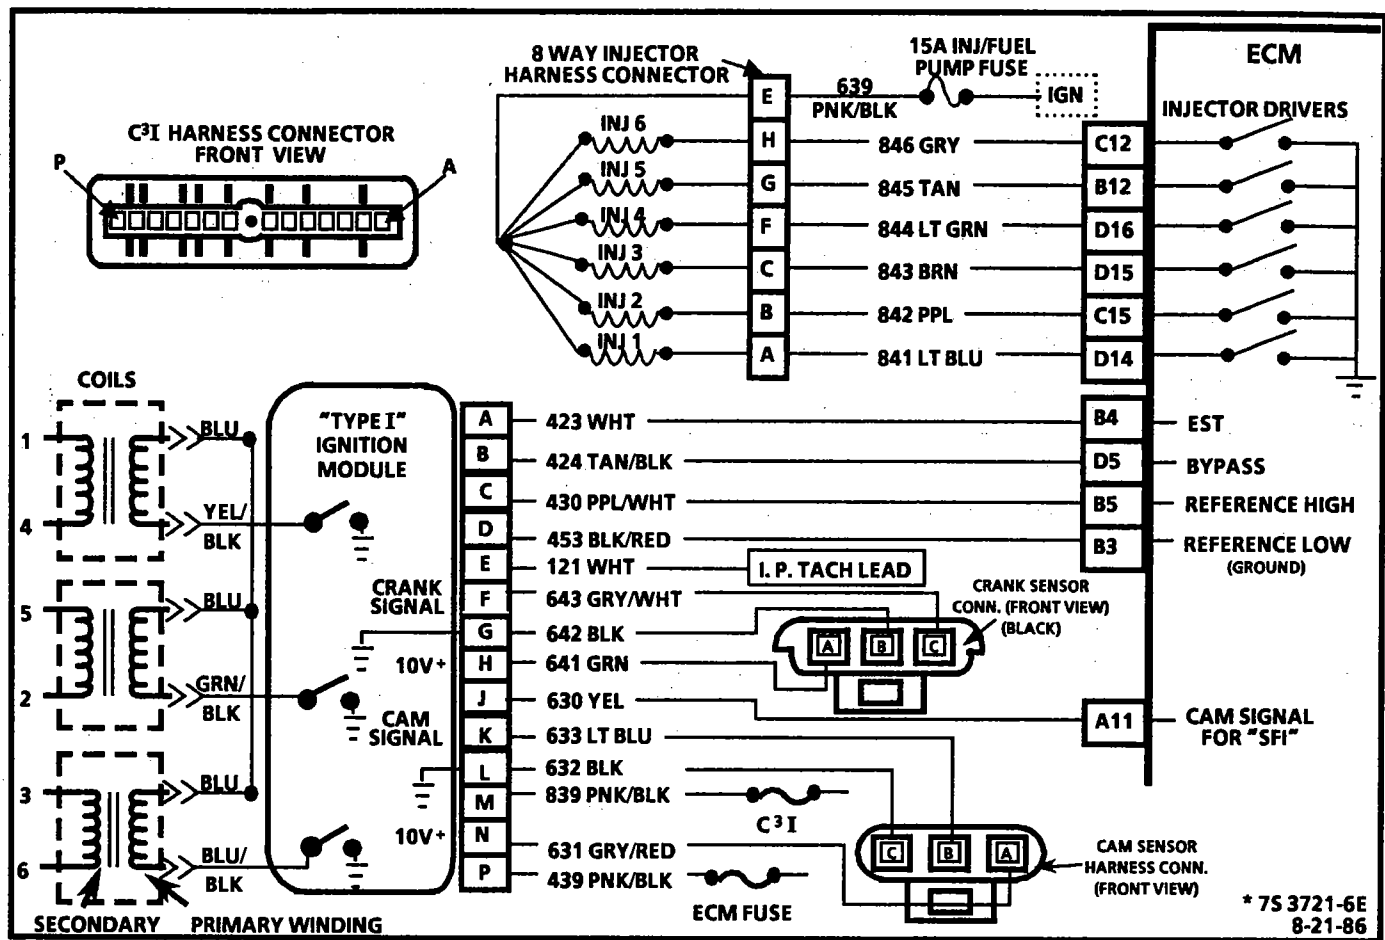 8 WAY INJECTOR
HARNESS CONNECTOR
15A INJ/FUEL
PUMP FUSE
ECM
E
639
PNK/BLK
IGN
INJECTOR DRIVERS
C³I HARNESS CONNECTOR
FRONT VIEW
P
A
INJ 6
H
846 GRY
C12
INJ 5
G
845 TAN
B12
INJ 4
F
844 LT GRN
D16
INJ 3
C
843 BRN
D15
INJ 2
B
842 PPL
C15
INJ 1
A
841 LT BLU
D14
COILS
"TYPE I"
IGNITION
MODULE
1
BLU
4
YEL/
BLK
5
BLU
2
GRN/
BLK
3
BLU
6
BLU/
BLK
SECONDARY
PRIMARY WINDING
CRANK
SIGNAL
10V+
CAM
SIGNAL
10V+
A
423 WHT
B4
EST
B
424 TAN/BLK
D5
BYPASS
C
430 PPL/WHT
B5
REFERENCE HIGH
D
453 BLK/RED
B3
REFERENCE LOW
(GROUND)
E
121 WHT
I. P. TACH LEAD
F
643 GRY/WHT
G
642 BLK
H
641 GRN
CRANK SENSOR
CONN. (FRONT VIEW)
(BLACK)
A
B
C
J
630 YEL
A11
CAM SIGNAL
FOR "SFI"
K
633 LT BLU
L
632 BLK
M
839 PNK/BLK
C³I
N
631 GRY/RED
P
439 PNK/BLK
ECM FUSE
C
B
A
CAM SENSOR
HARNESS CONN.
(FRONT VIEW)
* 7S 3721-6E
8-21-86